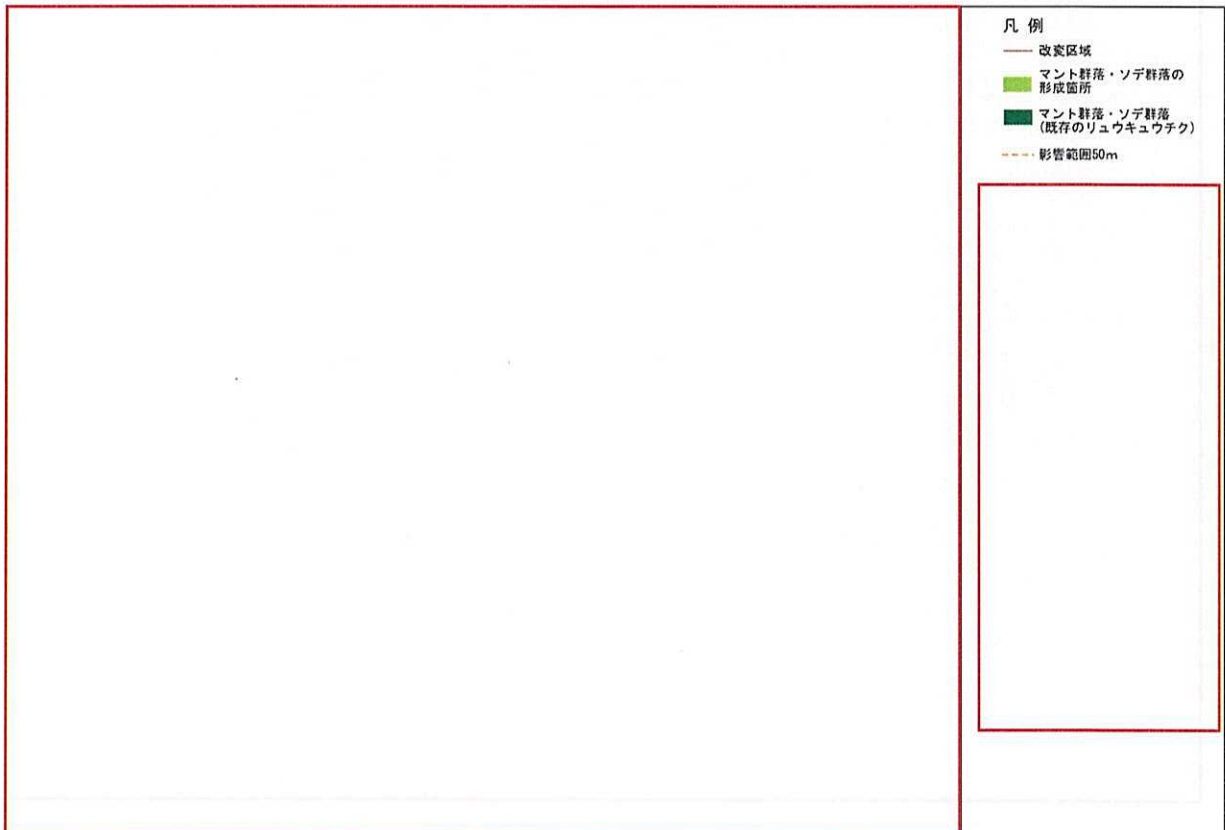 凡 例
改変区域
マント群落・ソデ群落の
形成箇所
マント群落・ソデ群落
(既存のリュウキュウチク)
影響範囲50m